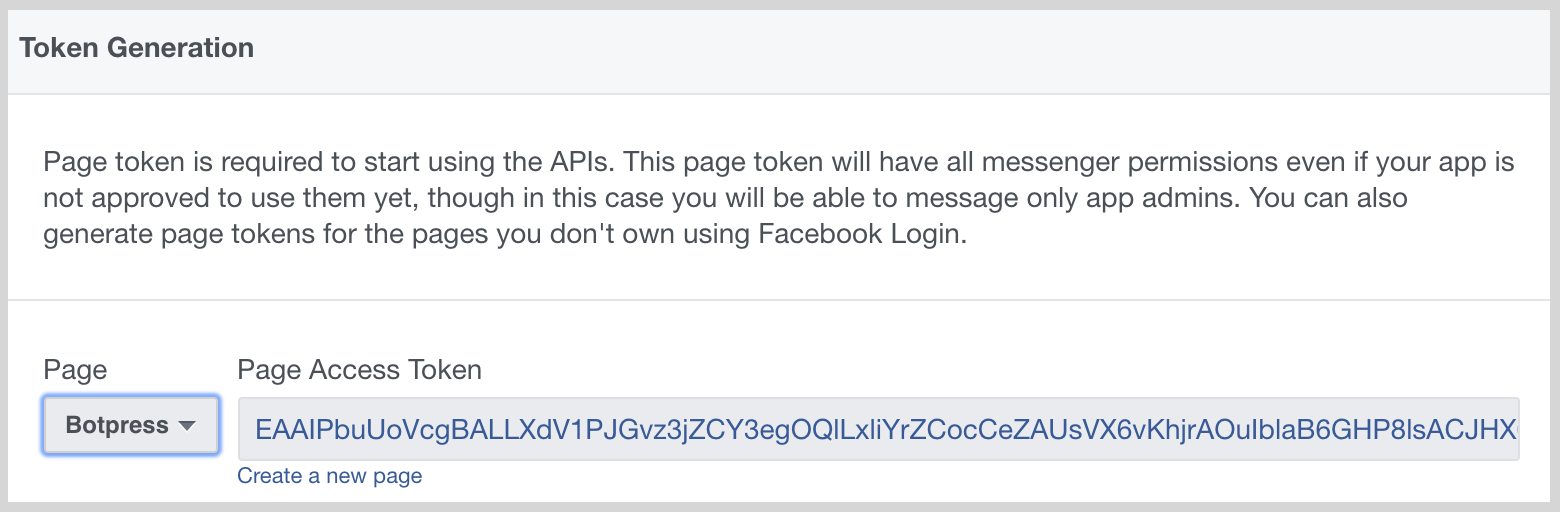 Token Generation
Page token is required to start using the APIs. This page token will have all messenger permissions even if your app is
not approved to use them yet, though in this case you will be able to message only app admins. You can also
generate page tokens for the pages you don't own using Facebook Login.
Page
Page Access Token
Botpress
Create a new page